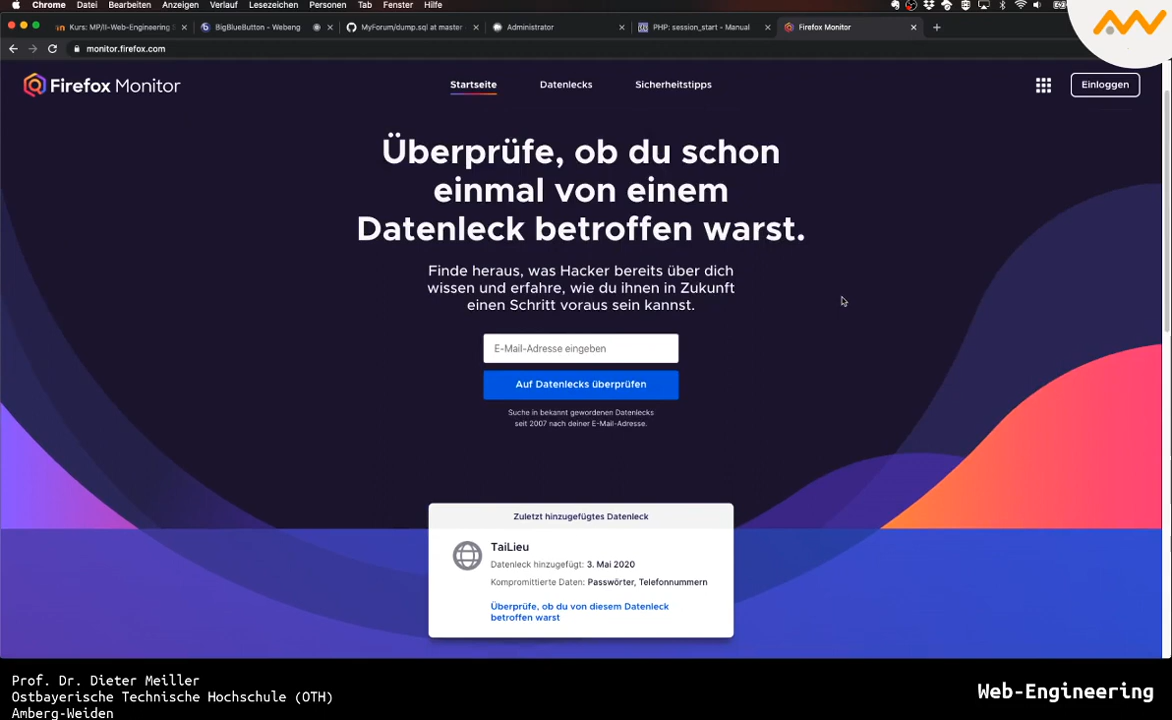 Chrome Datei Bearbeiten Anzeigen Verlauf Lesezeichen Personen Tab Fenster Hilfe
Kurs: MP/II-Web-Engineering S
BigBlueButton - Webeng
MyForum/dump.sql at master
Administrator
PHP: session_start - Manual
Firefox Monitor
monitor.firefox.com
Firefox Monitor
Startseite
Datenlecks
Sicherheitstipps
Einloggen
Überprüfe, ob du schon
einmal von einem
Datenleck betroffen warst.
Finde heraus, was Hacker bereits über dich
wissen und erfahre, wie du ihnen in Zukunft
einen Schritt voraus sein kannst.
E-Mail-Adresse eingeben
Auf Datenlecks überprüfen
Suche in bekannt gewordenen Datenlecks
seit 2007 nach deiner E-Mail-Adresse.
Zuletzt hinzugefügtes Datenleck
TaiLieu
Datenleck hinzugefügt: 3. Mai 2020
Kompromittierte Daten: Passwörter, Telefonnummern
Überprüfe, ob du von diesem Datenleck
betroffen warst
Prof. Dr. Dieter Meiller
Ostbayerische Technische Hochschule (OTH)
Amberg-Weiden
Web-Engineering